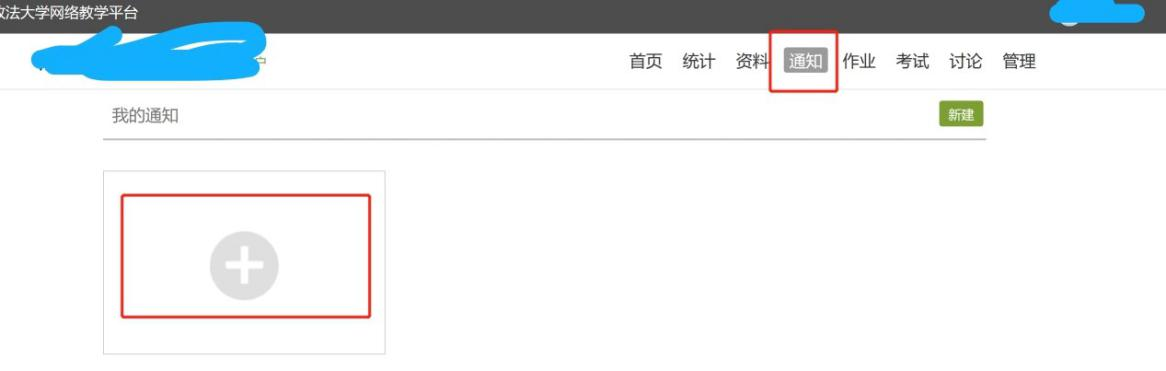 政法大学网络教学平台
首页 统计 资料 通知 作业 考试 讨论 管理
我的通知 新建